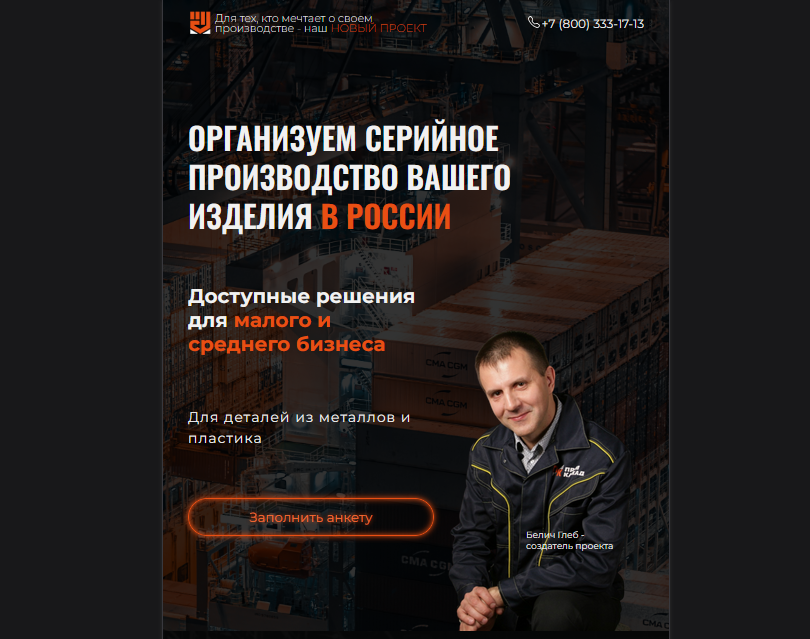 Для тех, кто мечтает о своем
производстве - наш НОВЫЙ ПРОЕКТ
+7 (800) 333-17-13
ОРГАНИЗУЕМ СЕРИЙНОЕ
ПРОИЗВОДСТВО ВАШЕГО
ИЗДЕЛИЯ В РОССИИ
Доступные решения
для малого и
среднего бизнеса
Для деталей из металлов и
пластика
Заполнить анкету
Белич Глеб -
создатель проекта
CMA CGM
CMA CGM
CMA CGM